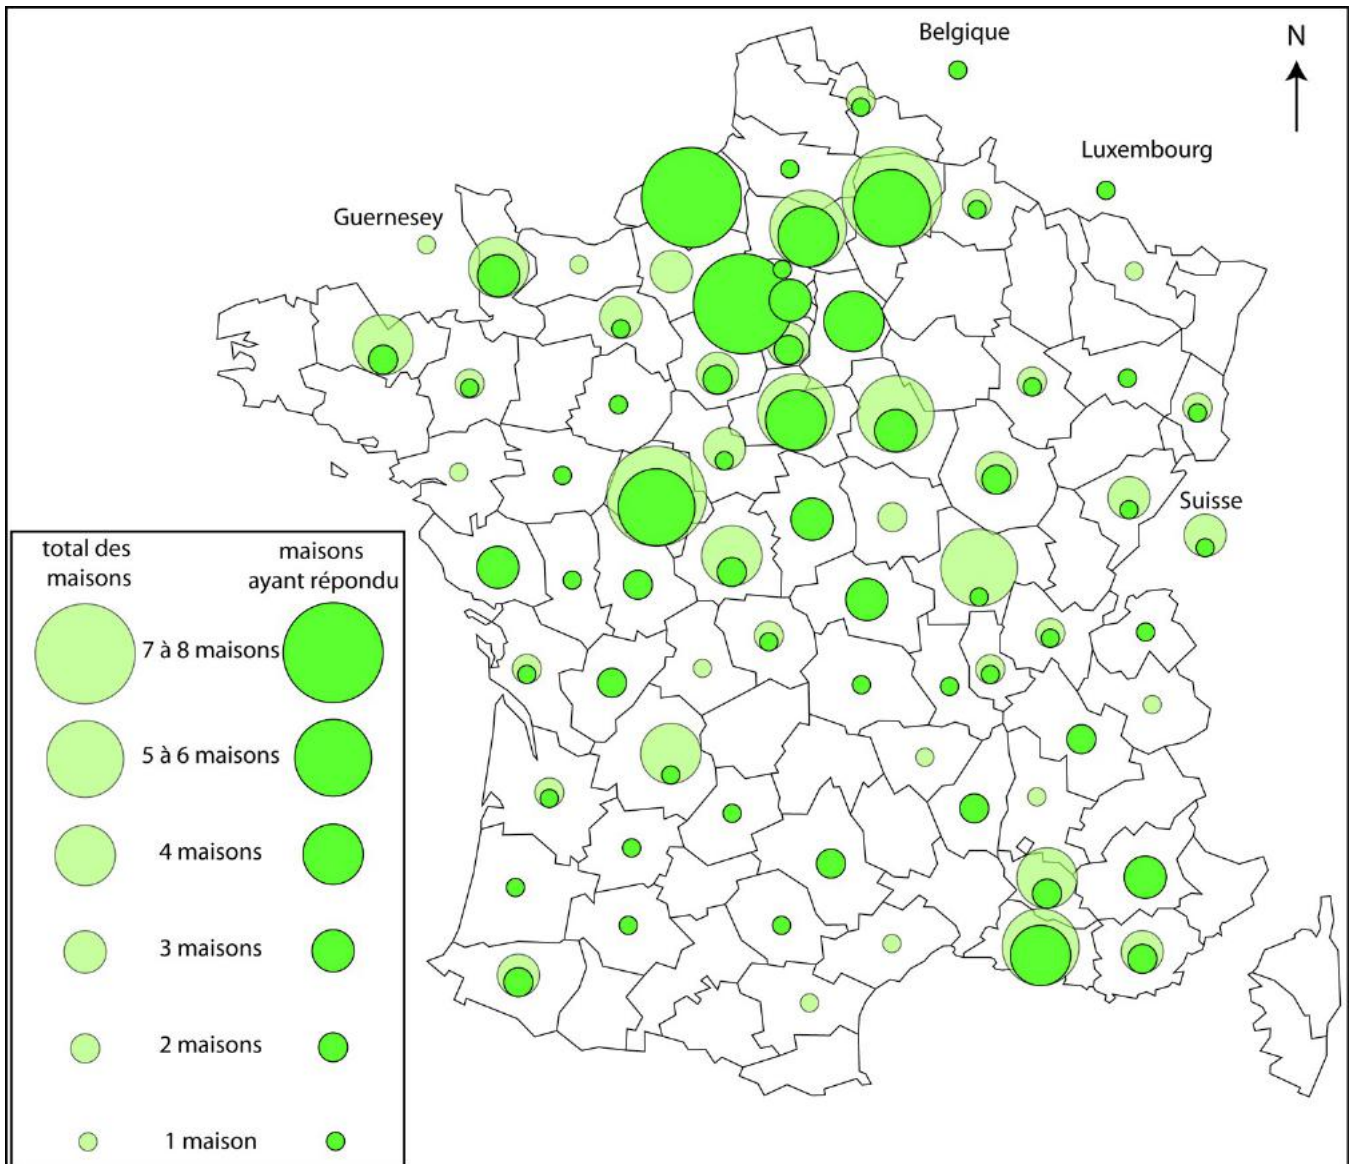 Belgique
N
Luxembourg
Guernesey
Suisse
total des
maisons
maisons
ayant répondu
7 à 8 maisons
5 à 6 maisons
4 maisons
3 maisons
2 maisons
1 maison